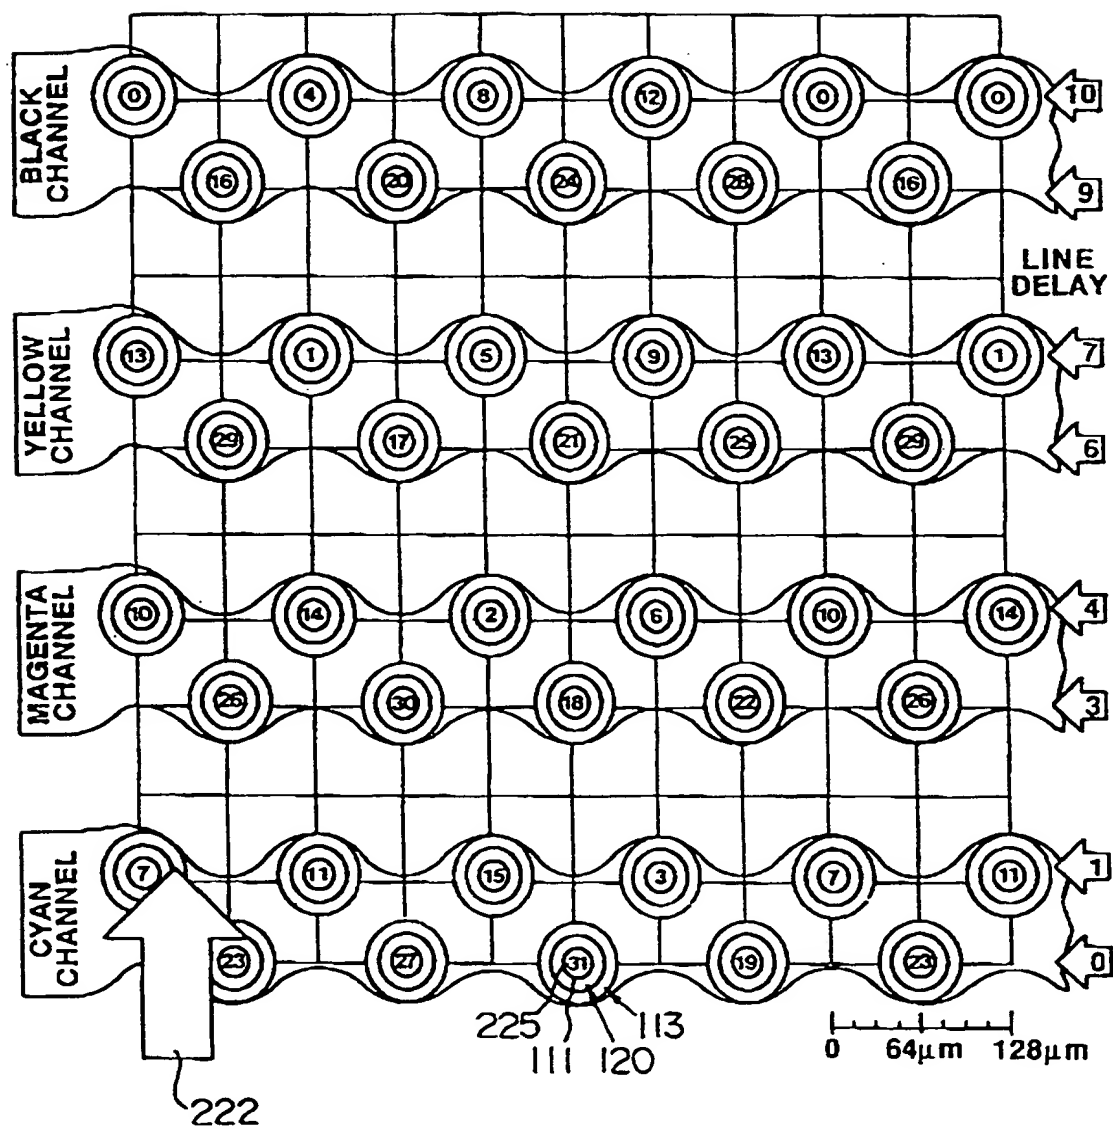 BLACK CHANNEL
0 4 8 12 0 0
10
16 20 24 28 16
9
LINE DELAY
YELLOW CHANNEL
13 1 5 9 13 1
7
29 17 21 25 29
6
MAGENTA CHANNEL
10 14 2 6 10 14
4
26 30 18 22 26
3
CYAN CHANNEL
7 11 15 3 7 11
1
23 27 31 19 23
0
225 111 120 113
0 64μm 128μm
222